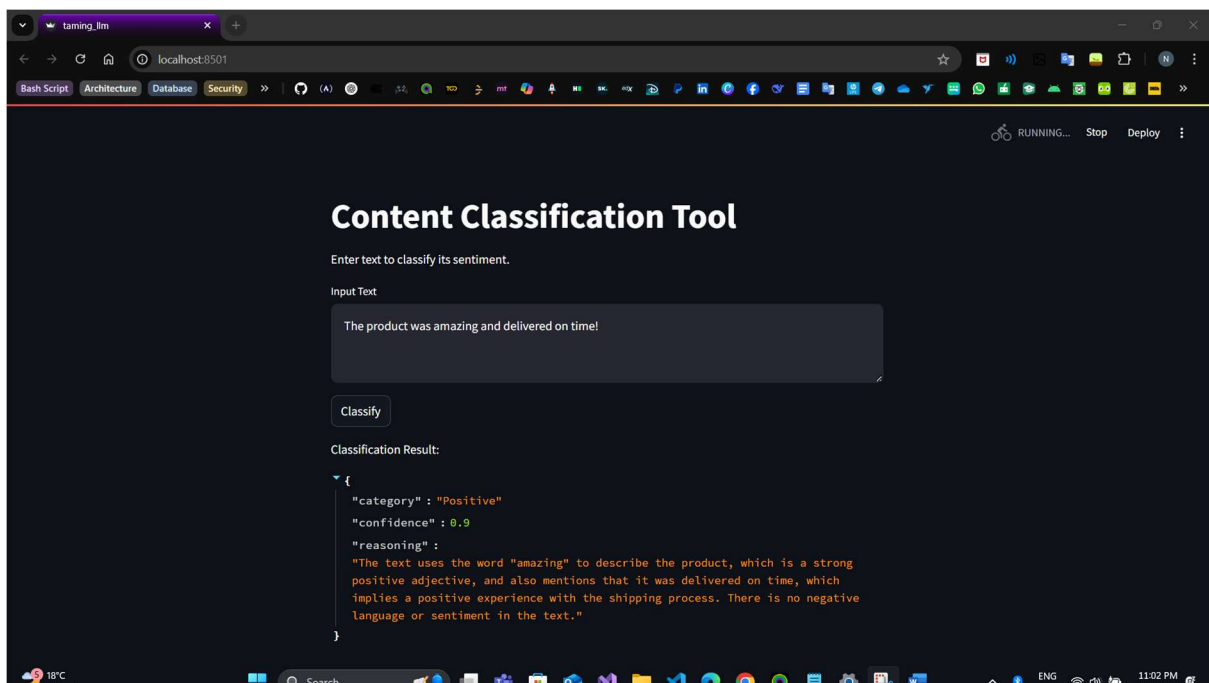 taming_llm
localhost:8501
N
Bash Script Architecture Database Security »
RUNNING... Stop Deploy
Content Classification Tool
Enter text to classify its sentiment.
Input Text
The product was amazing and delivered on time!
Classify
Classification Result:
{
"category" : "Positive"
"confidence" : 0.9
"reasoning" :
"The text uses the word "amazing" to describe the product, which is a strong
positive adjective, and also mentions that it was delivered on time, which
implies a positive experience with the shipping process. There is no negative
language or sentiment in the text."
}
5 18°C
Search
ENG
11:02 PM